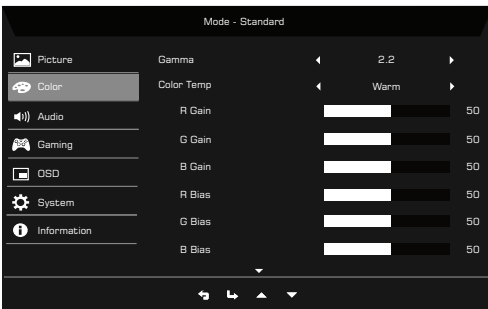 Mode - Standard
Picture
Color
Audio
Gaming
OSD
System
Information
Gamma 2.2
Color Temp Warm
R Gain 50
G Gain 50
B Gain 50
R Bias 50
G Bias 50
B Bias 50